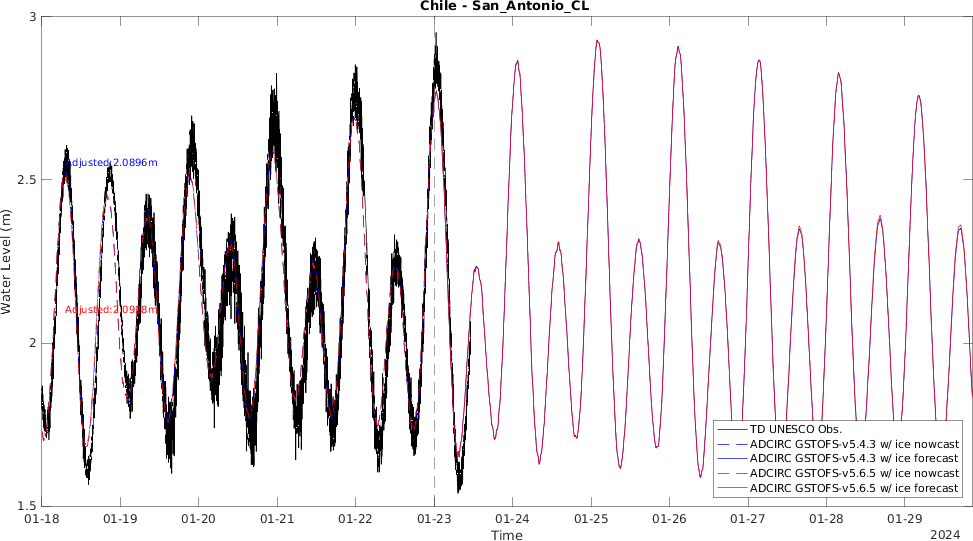 Chile - San_Antonio_CL
3
2.5
2
1.5
Water Level (m)
Adjusted:2.0896m
Adjusted:2.0988m
TD UNESCO Obs.
ADCIRC GSTOFS-v5.4.3 w/ ice nowcast
ADCIRC GSTOFS-v5.4.3 w/ ice forecast
ADCIRC GSTOFS-v5.6.5 w/ ice nowcast
ADCIRC GSTOFS-v5.6.5 w/ ice forecast
01-18 01-19 01-20 01-21 01-22 01-23 01-24 01-25 01-26 01-27 01-28 01-29
Time
2024